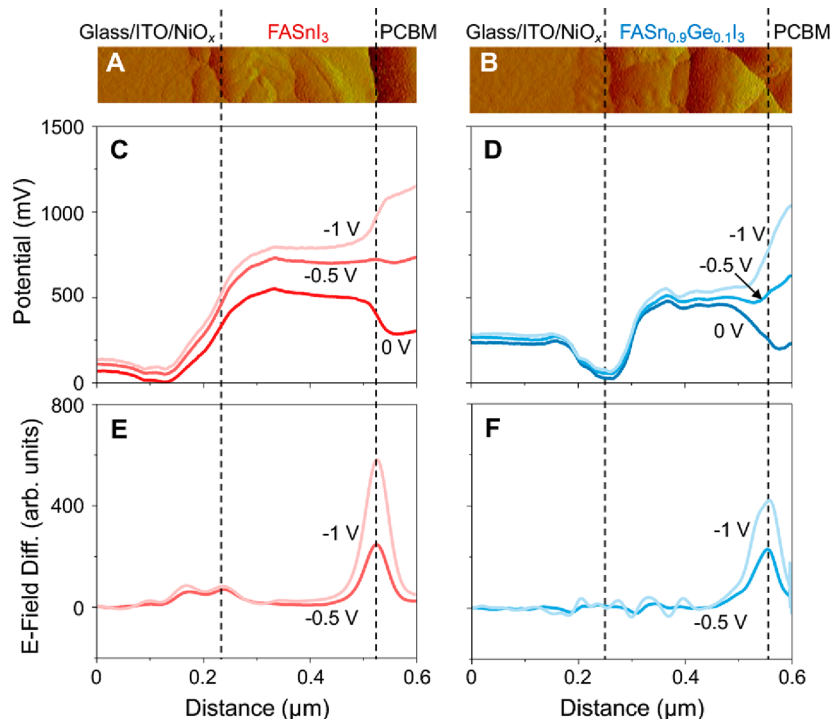 Glass/ITO/NiOx FASnI3 PCBM
Glass/ITO/NiOx FASn0.9Ge0.1I3 PCBM
A
B
1500
1000
500
0
Potential (mV)
C
-1 V
-0.5 V
0 V
D
-1 V
-0.5 V
0 V
800
400
0
E-Field Diff. (arb. units)
E
-1 V
-0.5 V
F
-1 V
-0.5 V
0 0.2 0.4 0.6
0 0.2 0.4 0.6
Distance (μm)
Distance (μm)